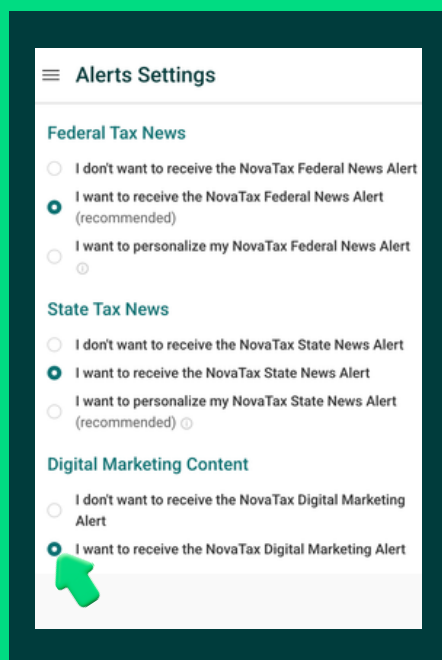 Alerts Settings
Federal Tax News
I don't want to receive the NovaTax Federal News Alert
I want to receive the NovaTax Federal News Alert
(recommended)
I want to personalize my NovaTax Federal News Alert
State Tax News
I don't want to receive the NovaTax State News Alert
I want to receive the NovaTax State News Alert
I want to personalize my NovaTax State News Alert
(recommended)
Digital Marketing Content
I don't want to receive the NovaTax Digital Marketing
Alert
I want to receive the NovaTax Digital Marketing Alert